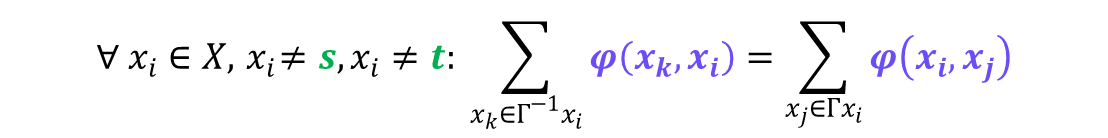 ∀ xᵢ ∈ X, xᵢ ≠ s, xᵢ ≠ t: ∑_{xₖ∈Γ⁻¹xᵢ} φ(xₖ, xᵢ) = ∑_{xⱼ∈Γxᵢ} φ(xᵢ, xⱼ)